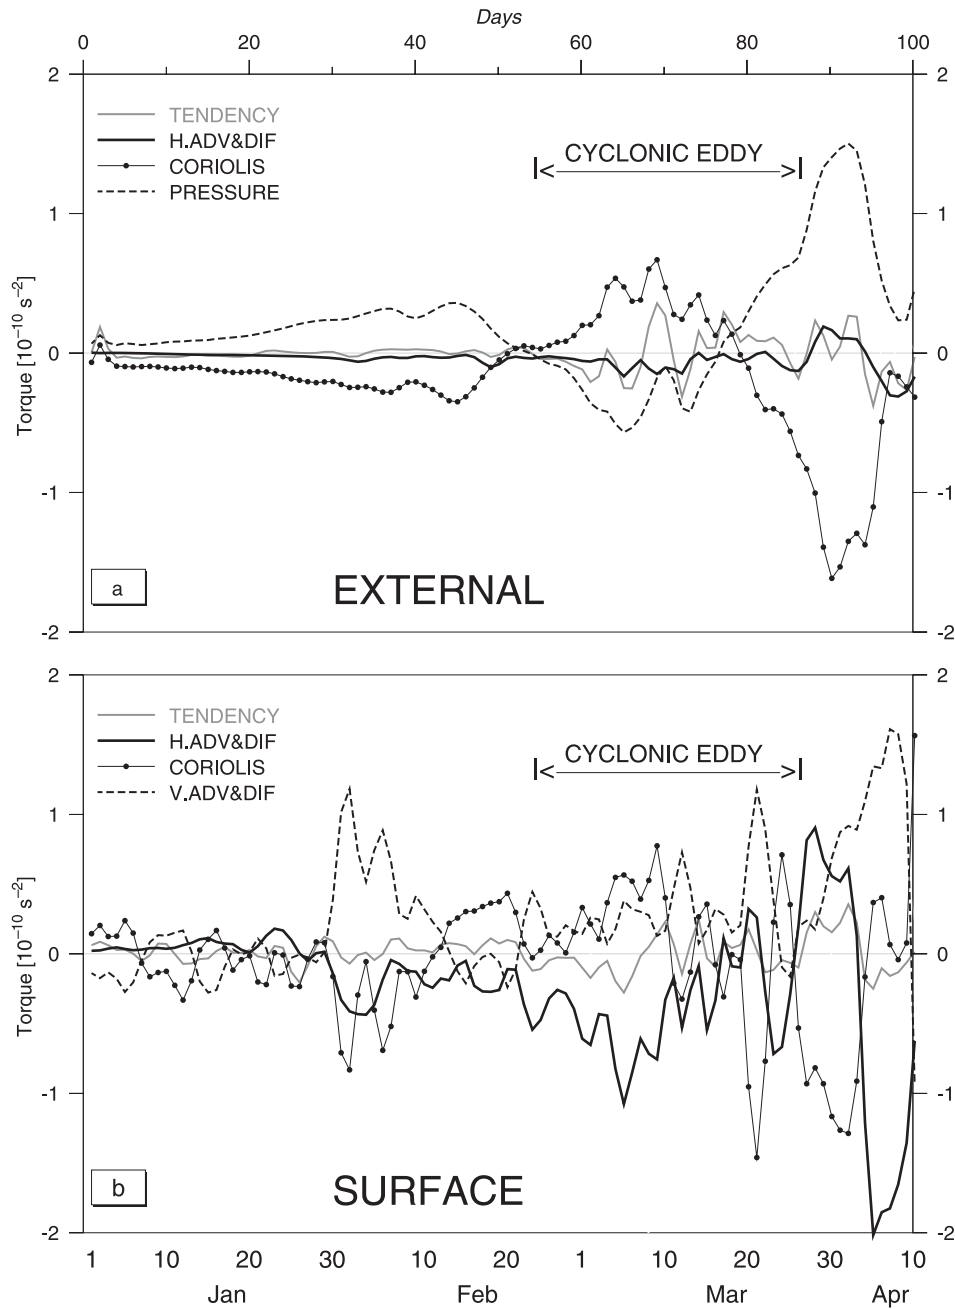 Days
0 20 40 60 80 100
2 2
TENDENCY
H.ADV&DIF
CORIOLIS
PRESSURE
CYCLONIC EDDY
1 1
Torque [10⁻¹⁰ s⁻²]
0 0
-1 -1
a
EXTERNAL
-2 -2
2 2
TENDENCY
H.ADV&DIF
CORIOLIS
V.ADV&DIF
CYCLONIC EDDY
1 1
Torque [10⁻¹⁰ s⁻²]
0 0
-1 -1
b
SURFACE
-2 -2
1 10 20 30 10 20 1 10 20 30 10
Jan Feb Mar Apr